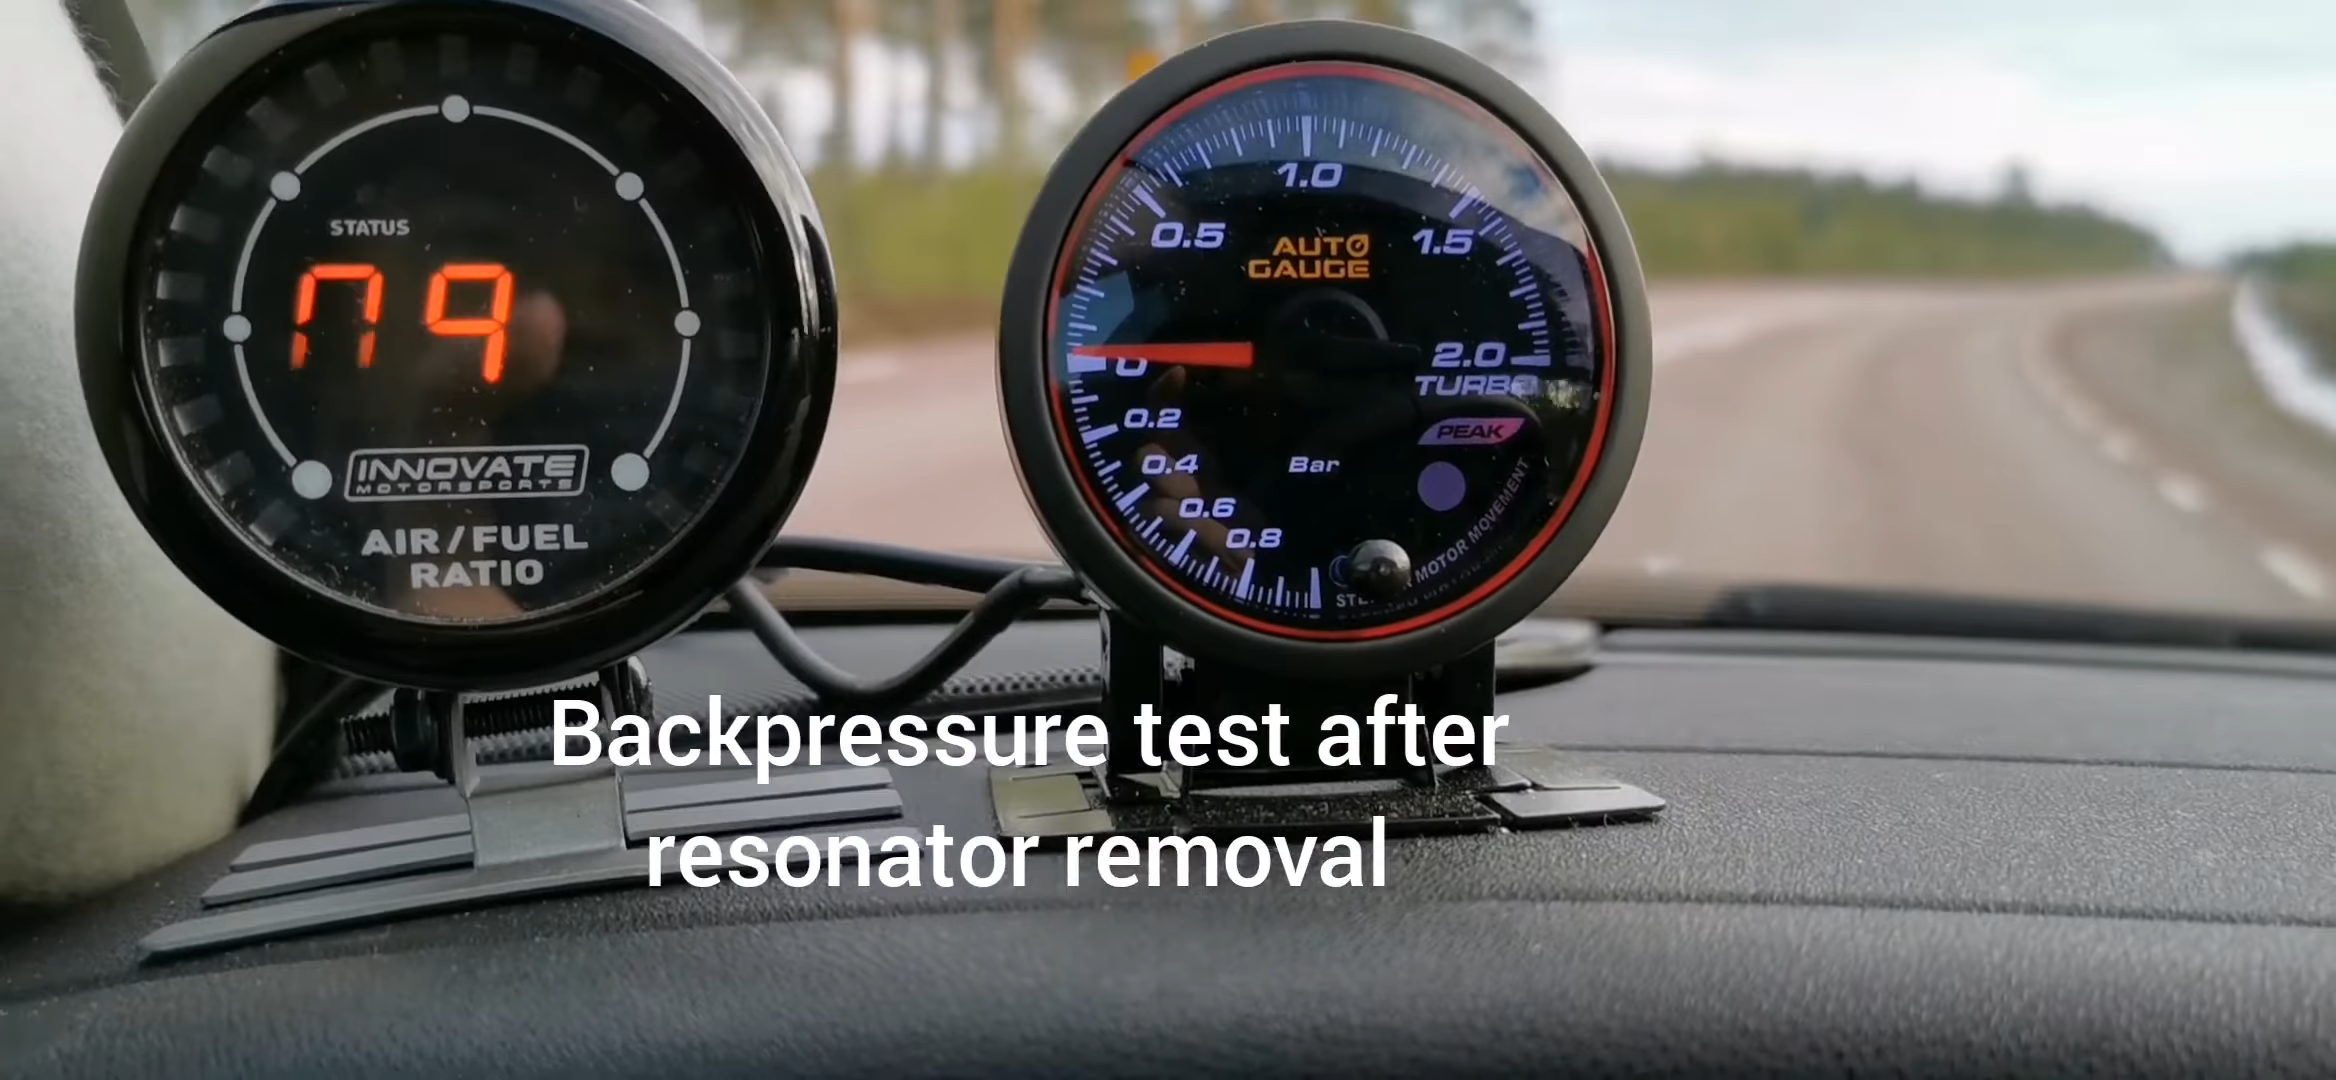 STATUS
INNOVATE
MOTORSPORTS
AIR/FUEL
RATIO
1.0
0.5
1.5
AUTO
GAUGE
2.0
TURBO
0
0.2
PEAK
0.4
Bar
0.6
0.8
MOTOR MOVEMENT
Backpressure test after
resonator removal